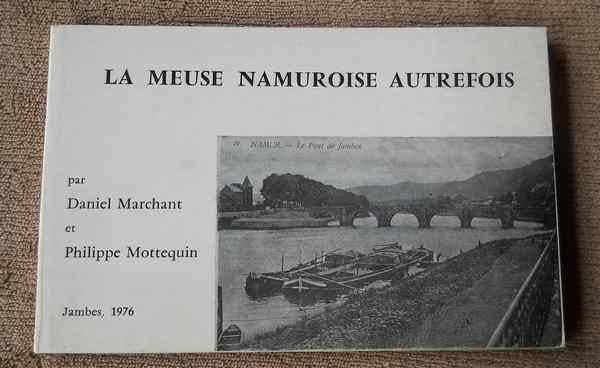 LA MEUSE NAMUROISE AUTREFOIS
NAMUR. — Le Pont de Jambes
par
Daniel Marchant
et
Philippe Mottequin
Jambes, 1976